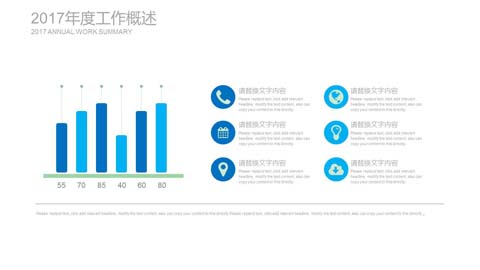 2017年度工作概述
2017 ANNUAL WORK SUMMARY
55 70 85 40 60 80
请替换文字内容
Please replace text, click add relevant
headline, modify the text content, also can
copy your content to this directly.
请替换文字内容
Please replace text, click add relevant
headline, modify the text content, also can
copy your content to this directly.
请替换文字内容
Please replace text, click add relevant
headline, modify the text content, also can
copy your content to this directly.
请替换文字内容
Please replace text, click add relevant
headline, modify the text content, also can
copy your content to this directly.
请替换文字内容
Please replace text, click add relevant
headline, modify the text content, also can
copy your content to this directly.
请替换文字内容
Please replace text, click add relevant
headline, modify the text content, also can
copy your content to this directly.
Please replace text, click add relevant headline, modify the text content, also can copy your content to this directly. Please replace text, click add relevant headline, modify the text content, also can copy your content to this directly.